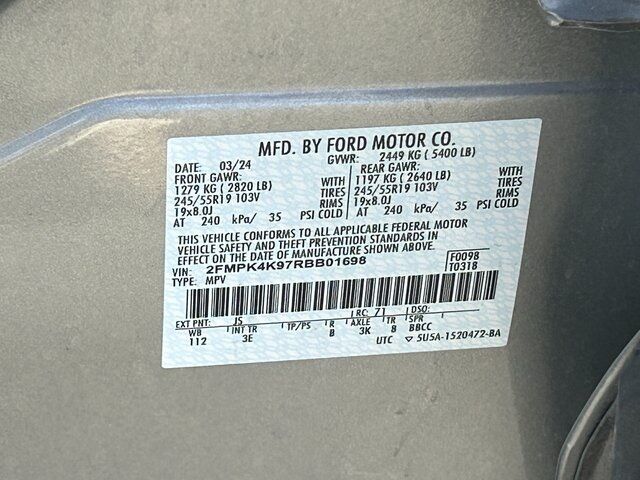 MFD. BY FORD MOTOR CO.
DATE: 03/24 GVWR: 2449 KG ( 5400 LB)
FRONT GAWR: REAR GAWR:
1279 KG ( 2820 LB) WITH 1197 KG ( 2640 LB) WITH
245/55R19 103V TIRES 245/55R19 103V TIRES
19x8.0J RIMS 19x8.0J RIMS
AT 240 kPa/ 35 PSI COLD AT 240 kPa/ 35 PSI COLD
THIS VEHICLE CONFORMS TO ALL APPLICABLE FEDERAL MOTOR
VEHICLE SAFETY AND THEFT PREVENTION STANDARDS IN
EFFECT ON THE DATE OF MANUFACTURE SHOWN ABOVE.
VIN: 2FMPK4K97RBB01698 F0098
TYPE: MPV T0318
EXT PNT: JS RC: 71 DSO:
WB INT TR TP/PS R AXLE TR SPR
112 3E B 3K 8 BBCC
UTC ▽ 5U5A-1520472-BA